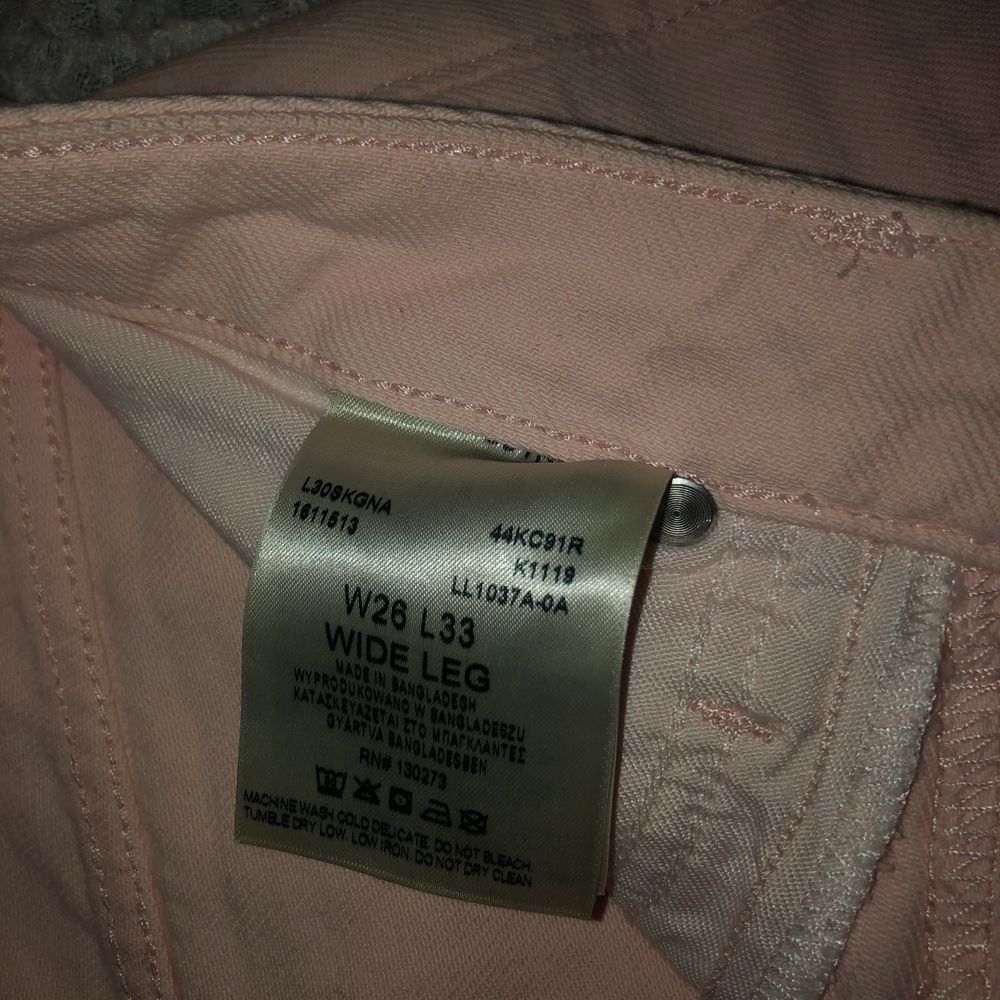 L30SKGNA
1611513
44KC91R
K1119
LL1037A-0A
W26 L33
WIDE LEG
MADE IN BANGLADESH
WYPRODUKOWANO W BANGLADESZU
ΚΑΤΑΣΚΕΥΑΖΕΤΑΙ ΣΤΟ ΜΠΑΓΚΛΑΝΤΕΣ
GYÁRTVA BANGLADESBEN
RN# 130273
MACHINE WASH COLD DELICATE. DO NOT BLEACH
TUMBLE DRY LOW. LOW IRON. DO NOT DRY CLEAN